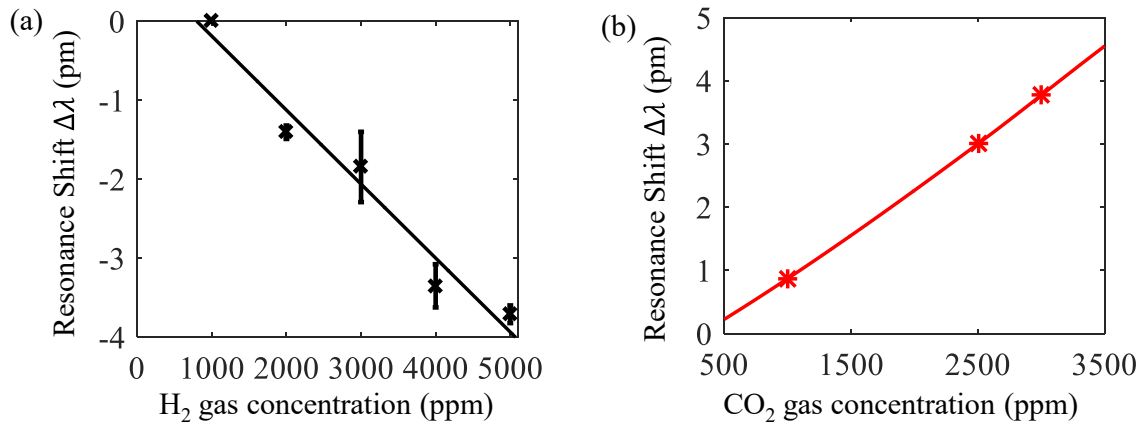 (a)
Resonance Shift Δλ (pm)
0
-1
-2
-3
-4
0 1000 2000 3000 4000 5000
H₂ gas concentration (ppm)
(b)
Resonance Shift Δλ (pm)
5
4
3
2
1
0
500 1500 2500 3500
CO₂ gas concentration (ppm)